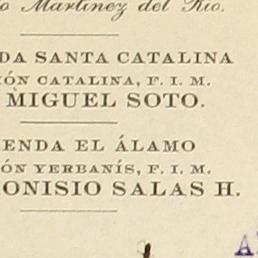 o Martínez del Río.
DA SANTA CATALINA
ÓN CATALINA, F. I. M.
MIGUEL SOTO.
ENDA EL ÁLAMO
ÓN YERBANÍS, F. I. M.
ONISIO SALAS H.
A